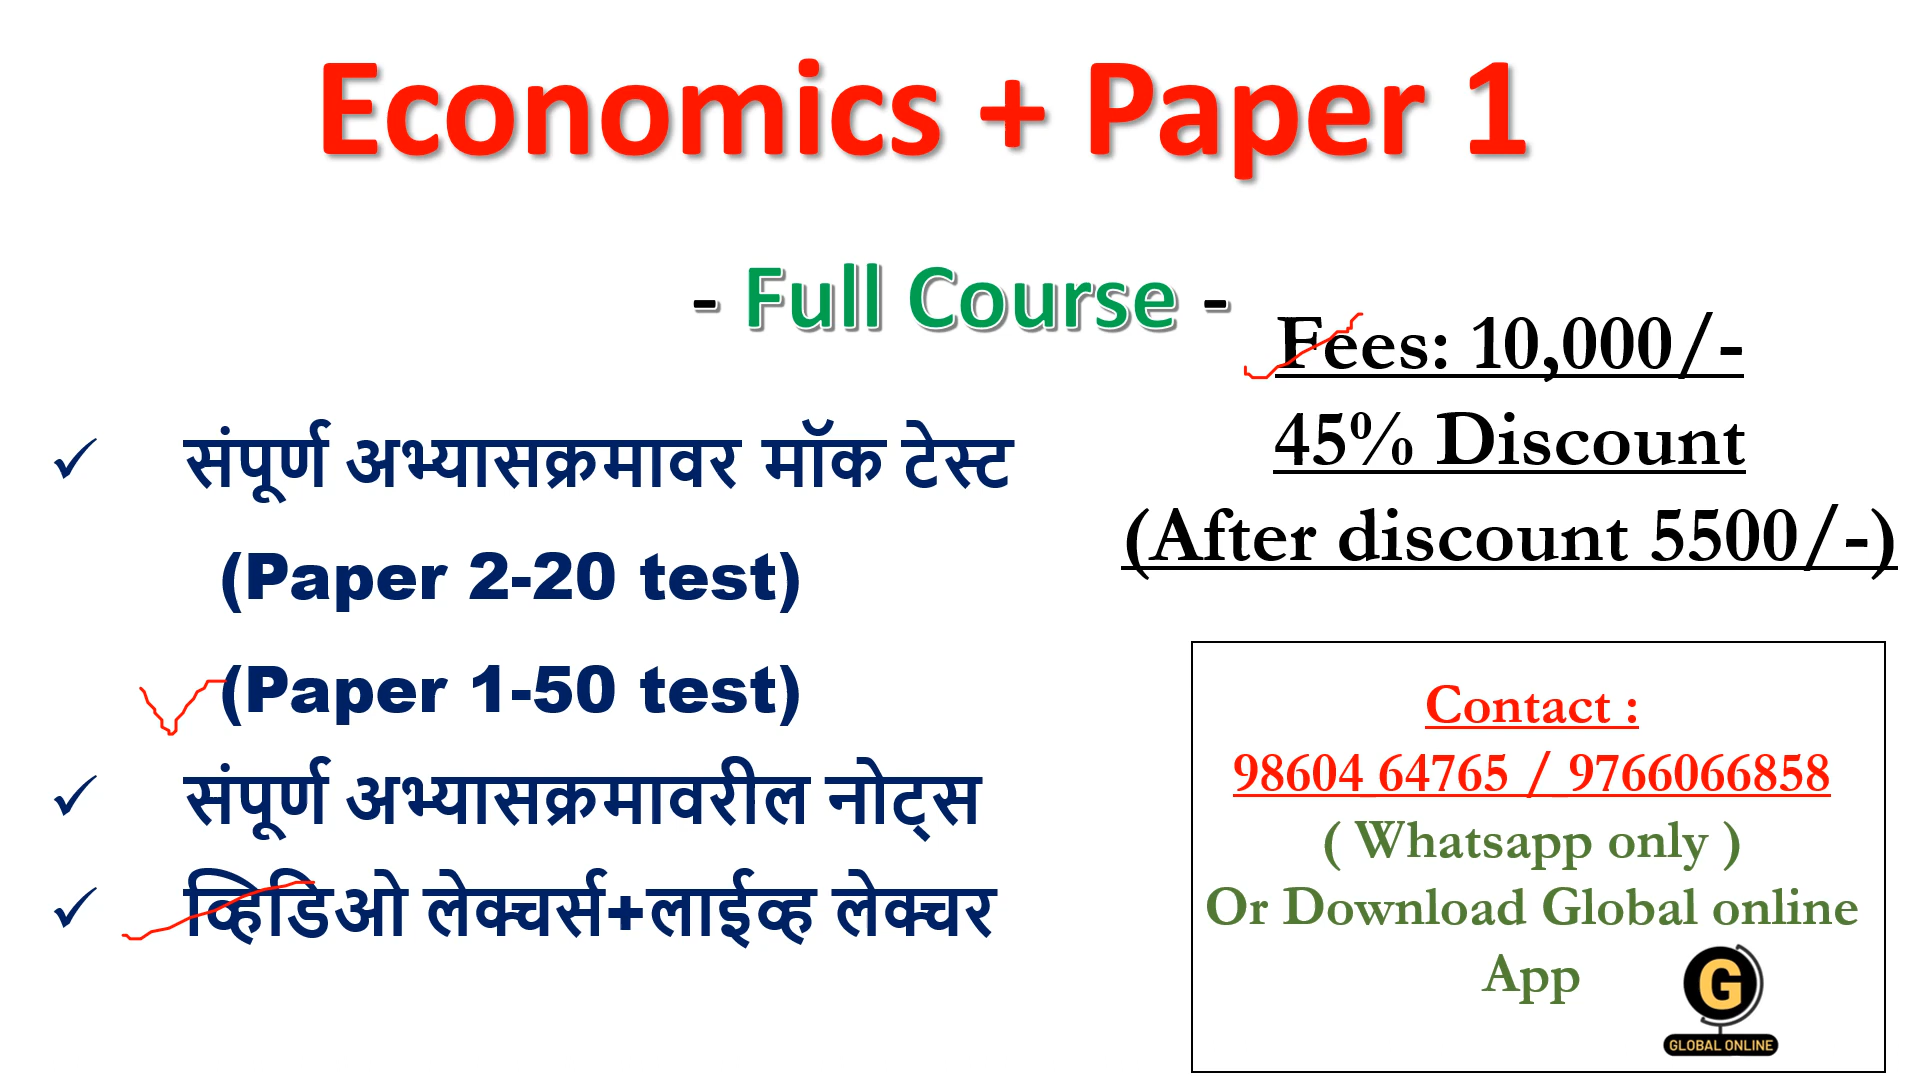 Economics + Paper 1
- Full Course -
Fees: 10,000/-
45% Discount
(After discount 5500/-)
संपूर्ण अभ्यासक्रमावर मॉक टेस्ट
(Paper 2-20 test)
(Paper 1-50 test)
संपूर्ण अभ्यासक्रमावरील नोट्स
व्हिडिओ लेक्चर्स+लाईव्ह लेक्चर
Contact :
98604 64765 / 9766066858
( Whatsapp only )
Or Download Global online
App
G
GLOBAL ONLINE